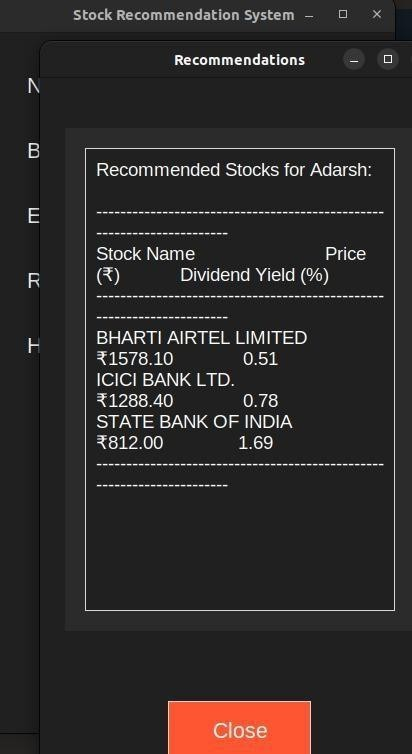 Stock Recommendation System
Recommendations
N
B
E
R
H
Recommended Stocks for Adarsh:
------------------------------------------------
----------------------
Stock Name Price
(₹) Dividend Yield (%)
------------------------------------------------
----------------------
BHARTI AIRTEL LIMITED
₹1578.10 0.51
ICICI BANK LTD.
₹1288.40 0.78
STATE BANK OF INDIA
₹812.00 1.69
------------------------------------------------
----------------------
Close